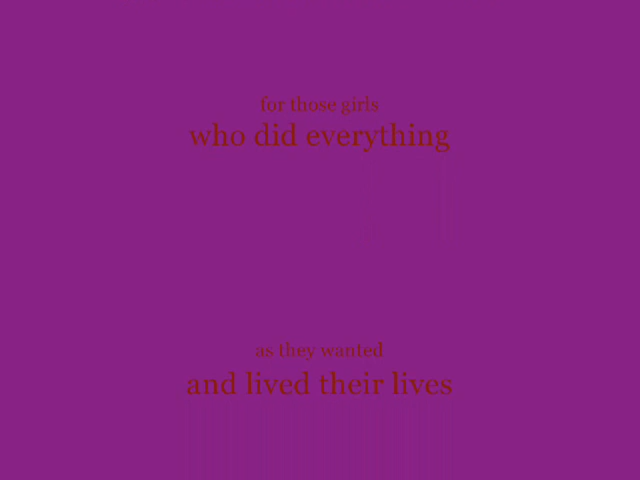 for those girls
who did everything
as they wanted
and lived their lives